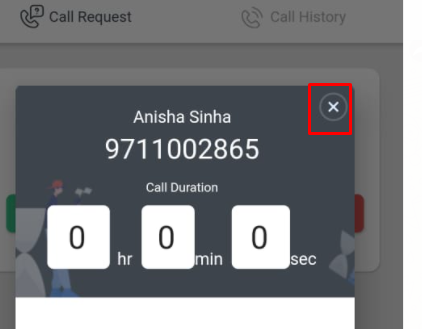 Call Request
Call History
Anisha Sinha
9711002865
Call Duration
0 hr 0 min 0 sec